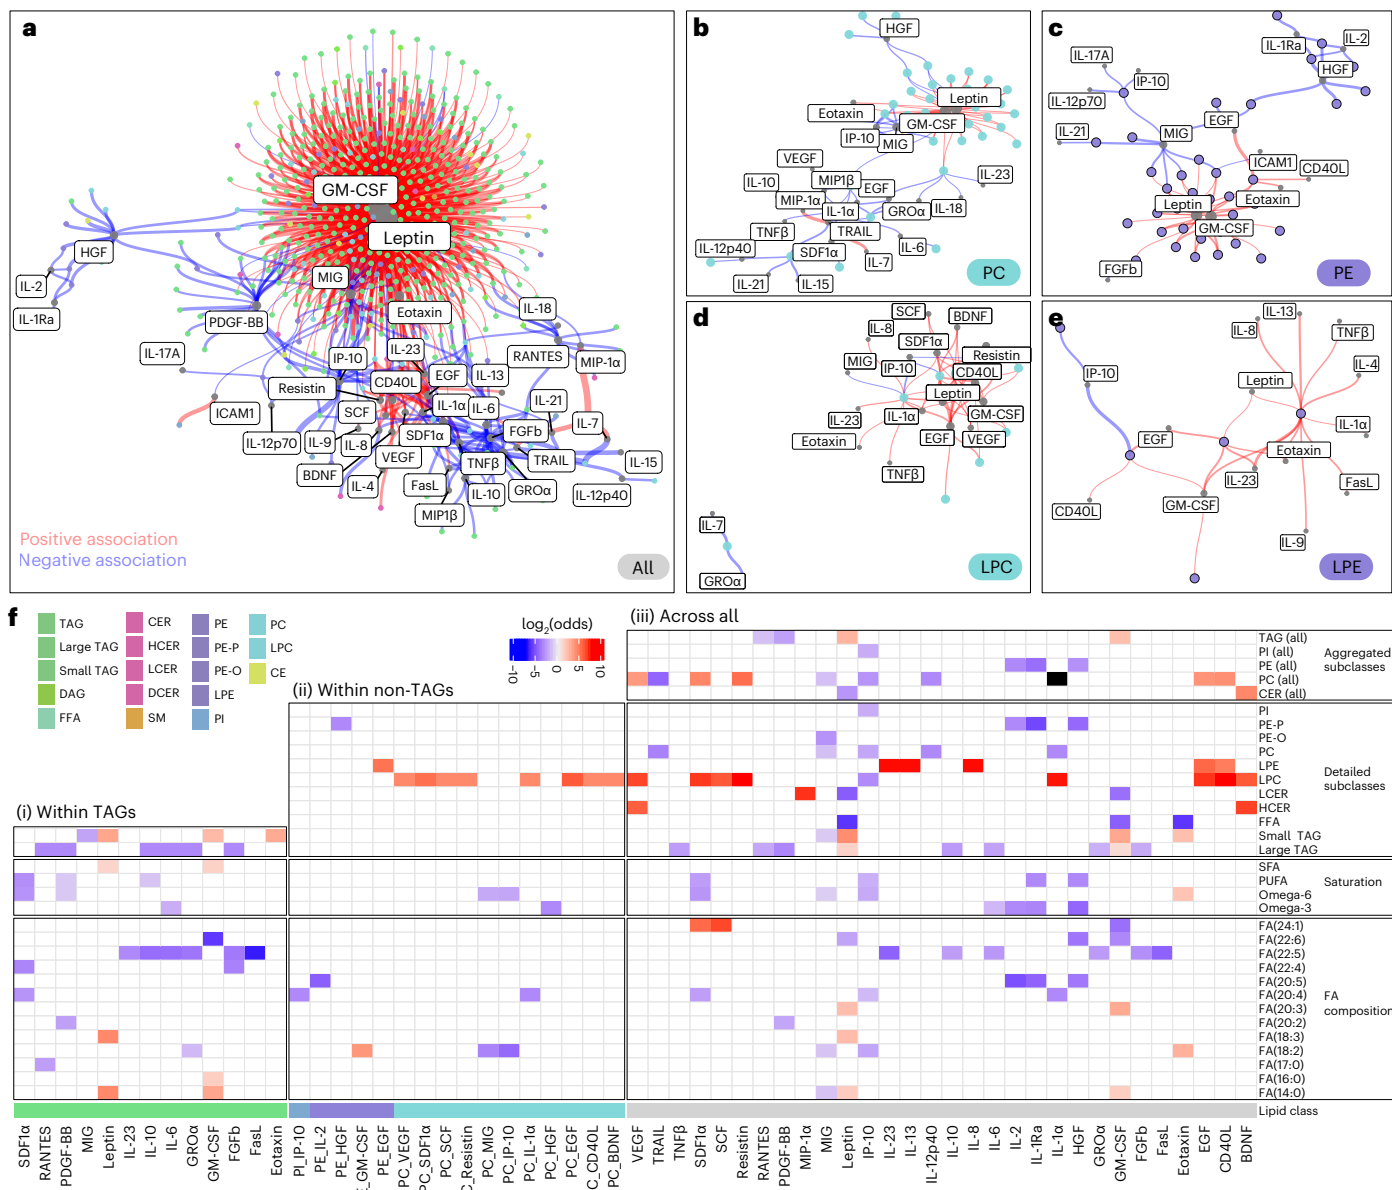 a
GM-CSF
Leptin
HGF
IL-2
IL-1Ra
MIG
PDGF-BB
Eotaxin
IL-18
IL-17A
IP-10
IL-23
RANTES
MIP-1α
Resistin
CD40L
EGF
IL-13
ICAM1
SCF
IL-1α
IL-6
IL-21
IL-7
IL-12p70
IL-9
IL-8
SDF1α
FGFb
BDNF
VEGF
TNFβ
TRAIL
IL-15
IL-4
FasL
IL-10
GROα
IL-12p40
MIP1β
Positive association
Negative association
All
b
HGF
Leptin
Eotaxin
GM-CSF
IP-10
MIG
VEGF
IL-23
IL-10
MIP1β
EGF
MIP-1α
IL-1α
GROα
IL-18
TNFβ
TRAIL
IL-12p40
SDF1α
IL-6
IL-7
IL-21
IL-15
PC
c
IL-1Ra
IL-2
IL-17A
HGF
IP-10
IL-12p70
EGF
IL-21
MIG
ICAM1
CD40L
Leptin
Eotaxin
GM-CSF
FGFb
PE
d
SCF
BDNF
IL-8
SDF1α
MIG
IP-10
Resistin
CD40L
Leptin
IL-23
IL-1α
GM-CSF
Eotaxin
EGF
VEGF
TNFβ
IL-7
GROα
LPC
e
IL-13
IL-8
TNFβ
IP-10
Leptin
IL-4
IL-1α
EGF
Eotaxin
IL-23
FasL
CD40L
GM-CSF
IL-9
LPE
f
TAG
Large TAG
Small TAG
DAG
FFA
CER
HCER
LCER
DCER
SM
PE
PE-P
PE-O
LPE
PI
PC
LPC
CE
log2(odds)
-10
-5
0
5
10
(i) Within TAGs
(ii) Within non-TAGs
(iii) Across all
TAG (all)
PI (all)
PE (all)
PC (all)
CER (all)
Aggregated
subclasses
PI
PE-P
PE-O
PC
LPE
LPC
LCER
HCER
FFA
Small TAG
Large TAG
Detailed
subclasses
SFA
PUFA
Omega-6
Omega-3
Saturation
FA(24:1)
FA(22:6)
FA(22:5)
FA(22:4)
FA(20:5)
FA(20:4)
FA(20:3)
FA(20:2)
FA(18:3)
FA(18:2)
FA(17:0)
FA(16:0)
FA(14:0)
FA
composition
Lipid class
SDF1α
RANTES
PDGF-BB
MIG
Leptin
IL-23
IL-10
IL-6
GROα
GM-CSF
FGFb
FasL
Eotaxin
PI_IP-10
PE_IL-2
PE_HGF
E_GM-CSF
PE_EGF
PC_VEGF
PC_SDF1α
PC_SCF
C_Resistin
PC_MIG
PC_IP-10
PC_IL-1α
PC_HGF
PC_EGF
C_CD40L
PC_BDNF
VEGF
TRAIL
TNFβ
SDF1α
SCF
Resistin
RANTES
PDGF-BB
MIP-1α
MIG
Leptin
IP-10
IL-23
IL-13
IL-12p40
IL-10
IL-8
IL-6
IL-2
IL-1Ra
IL-1α
HGF
GROα
GM-CSF
FGFb
FasL
Eotaxin
EGF
CD40L
BDNF